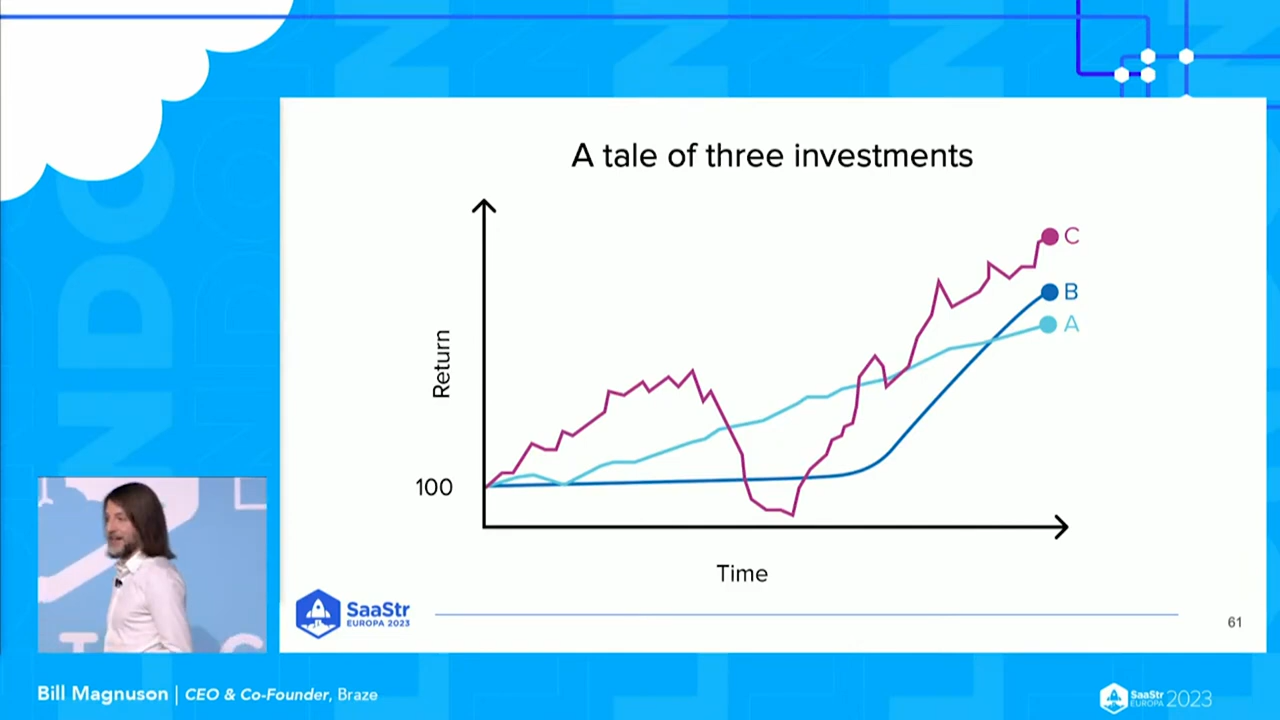 A tale of three investments
C
B
A
Return
100
Time
SaaStr
EUROPA 2023
61
Bill Magnuson | CEO & Co-Founder, Braze
SaaStr
EUROPA 2023
2023